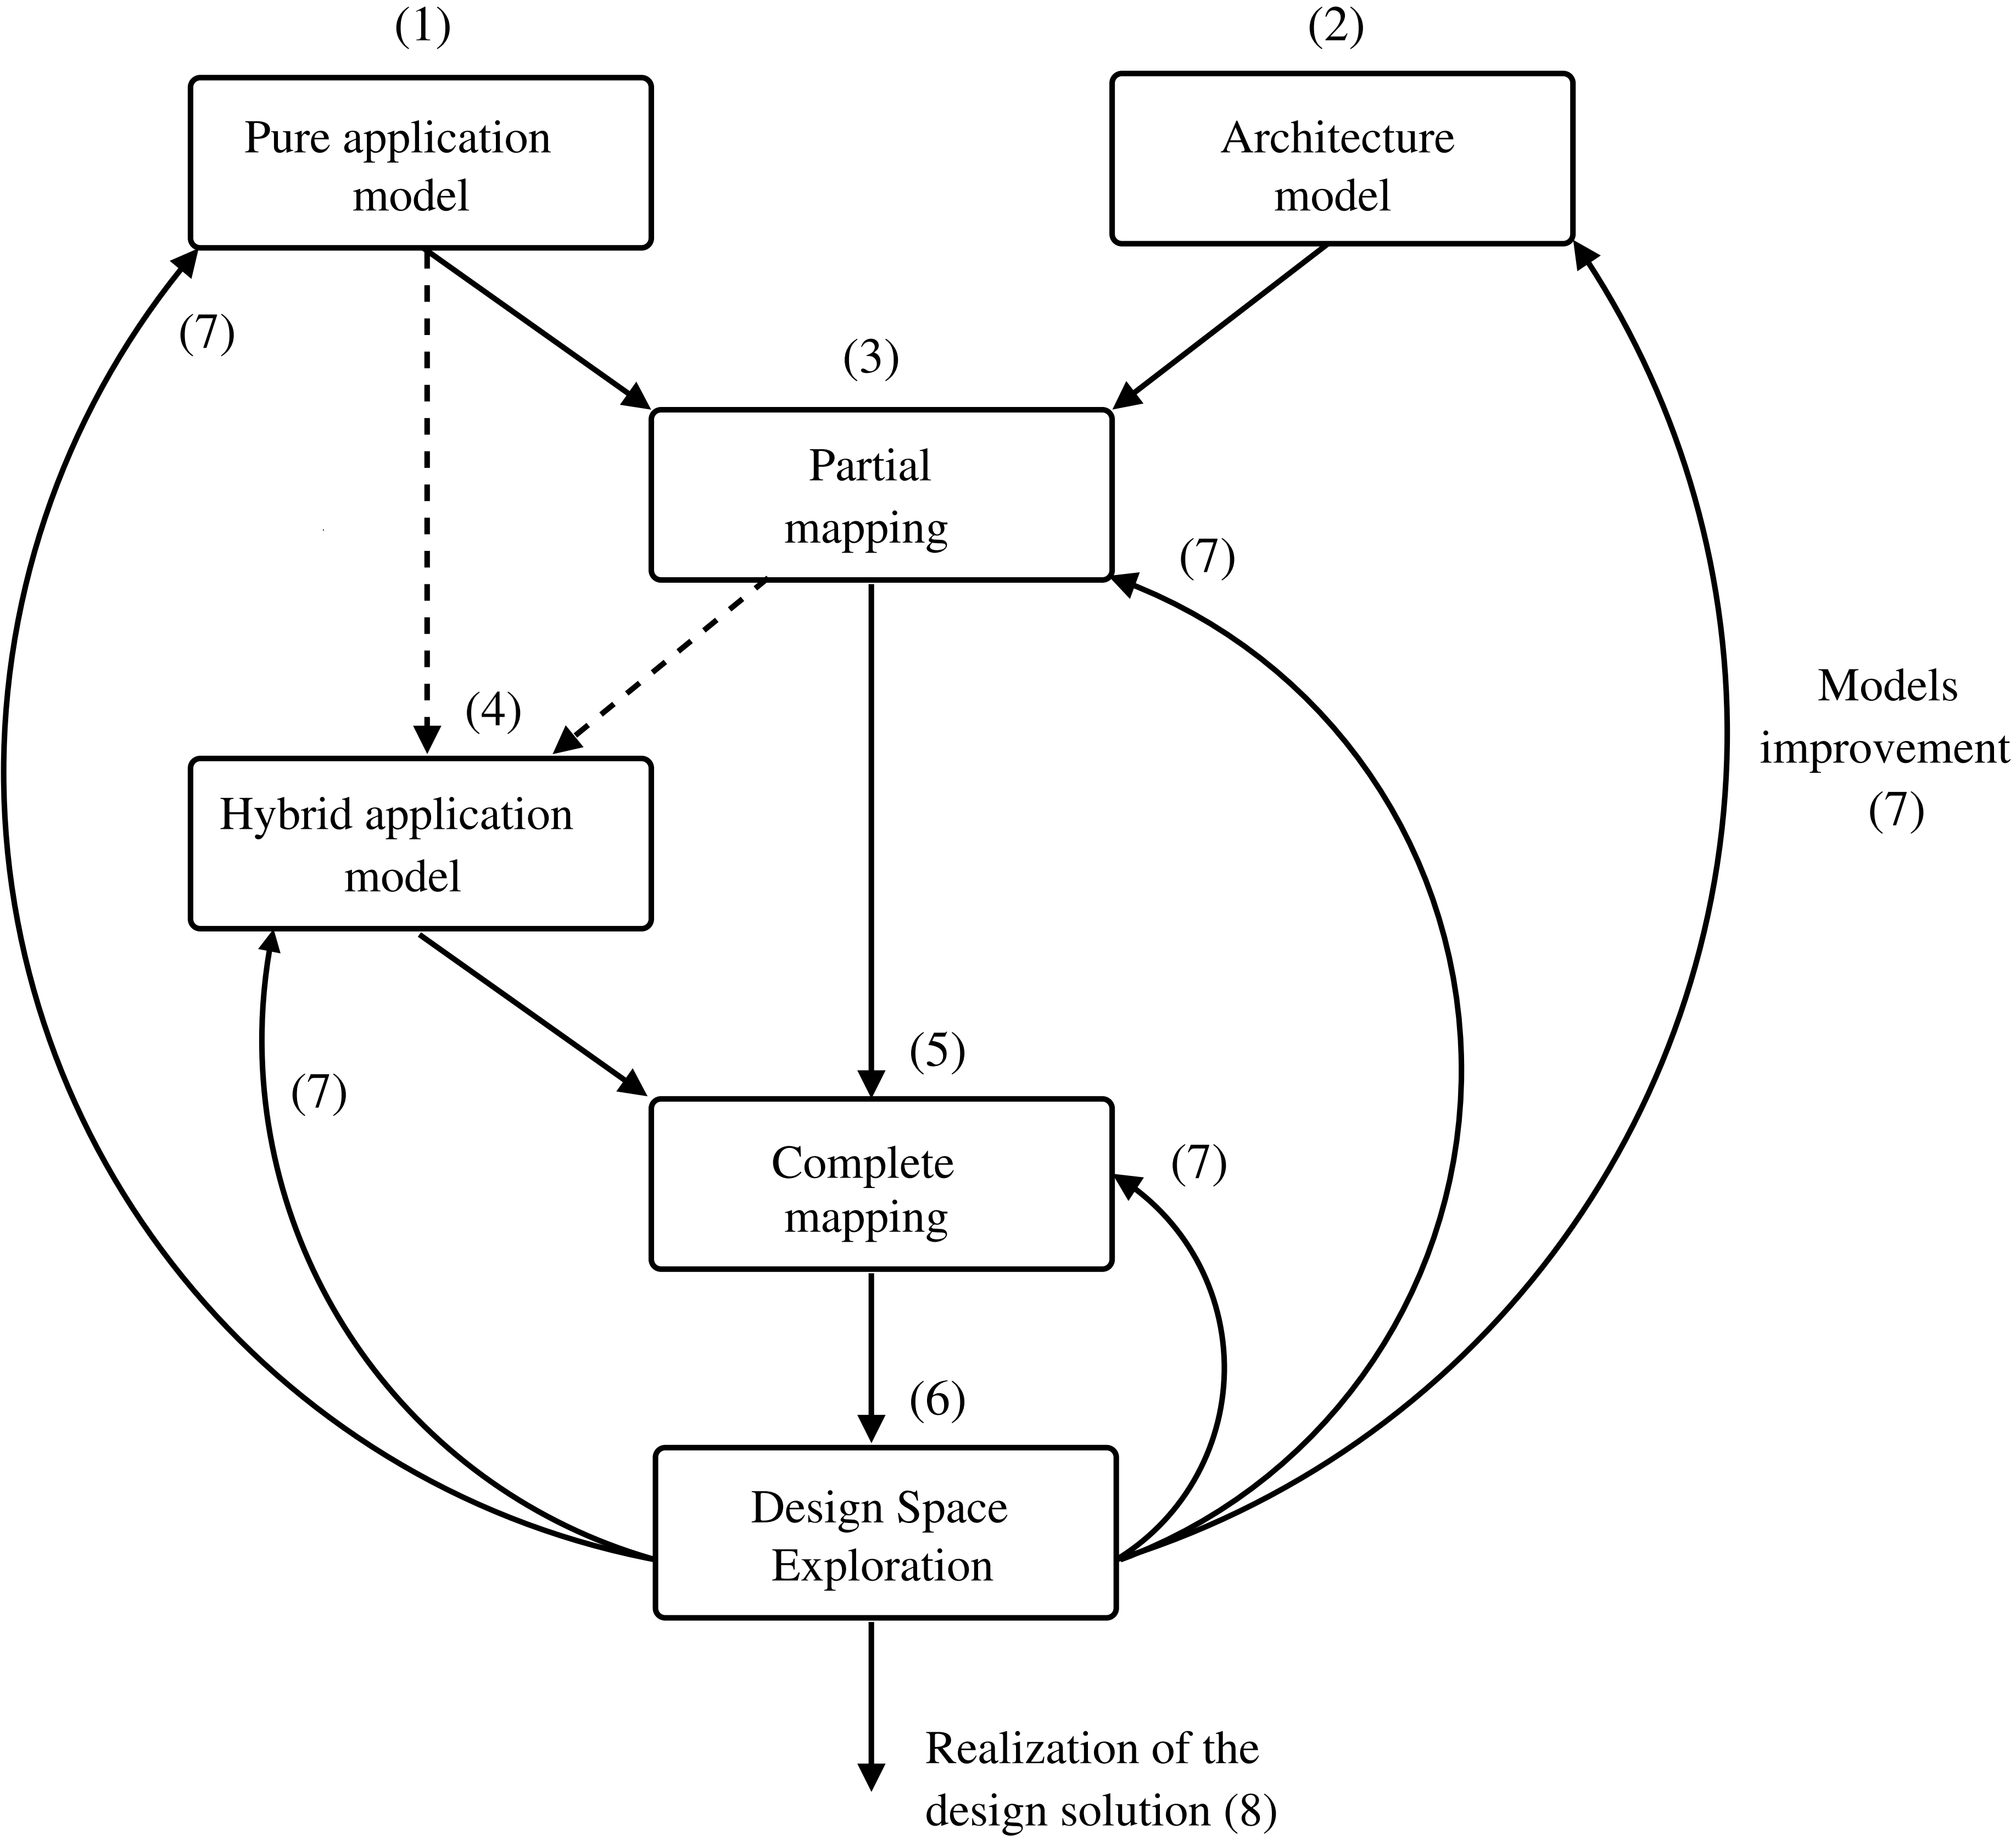 (1)
(2)
Pure application
model
Architecture
model
(7)
(3)
Partial
mapping
(7)
Models
improvement
(7)
(4)
Hybrid application
model
(7)
(5)
Complete
mapping
(7)
(6)
Design Space
Exploration
Realization of the
design solution (8)